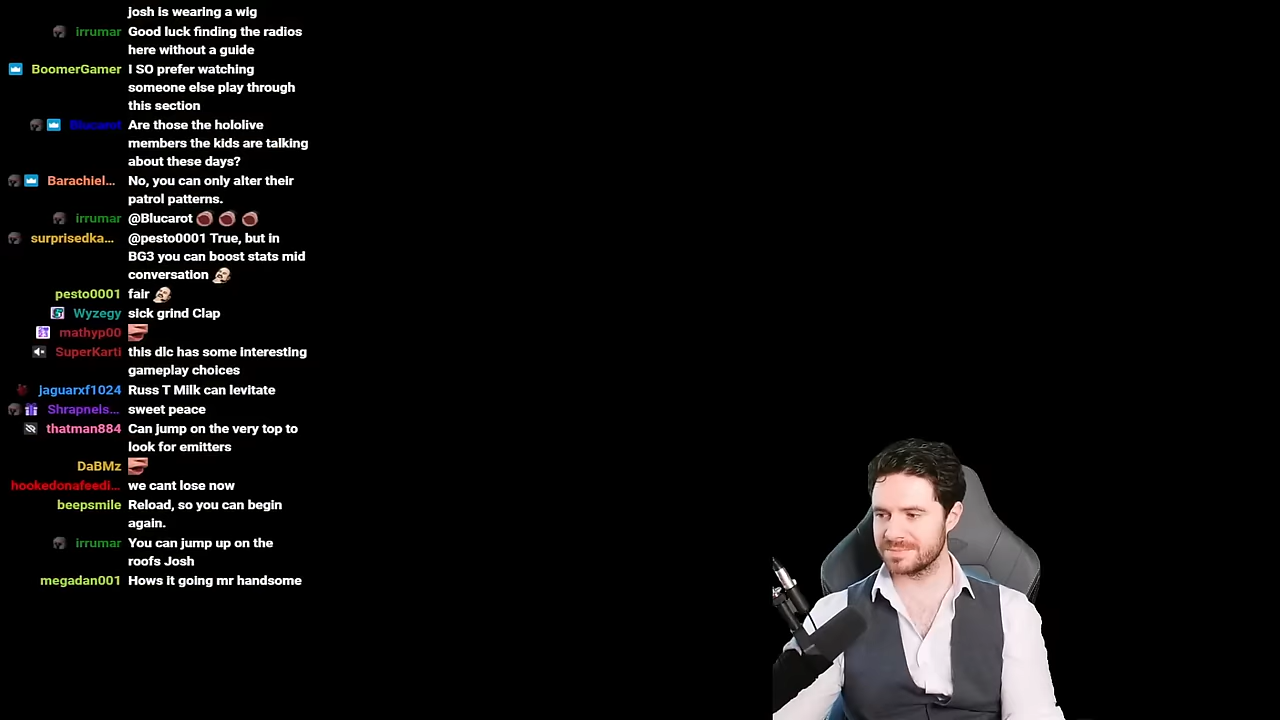 josh is wearing a wig
irrumar Good luck finding the radios
here without a guide
BoomerGamer I SO prefer watching
someone else play through
this section
Blucarot Are those the hololive
members the kids are talking
about these days?
Barachiel... No, you can only alter their
patrol patterns.
irrumar @Blucarot
surprisedka... @pesto0001 True, but in
BG3 you can boost stats mid
conversation
pesto0001 fair
Wyzegy sick grind Clap
mathyp00
SuperKarti this dlc has some interesting
gameplay choices
jaguarxf1024 Russ T Milk can levitate
Shrapnels... sweet peace
thatman884 Can jump on the very top to
look for emitters
DaBMz
hookedonafeedi... we cant lose now
beepsmile Reload, so you can begin
again.
irrumar You can jump up on the
roofs Josh
megadan001 Hows it going mr handsome